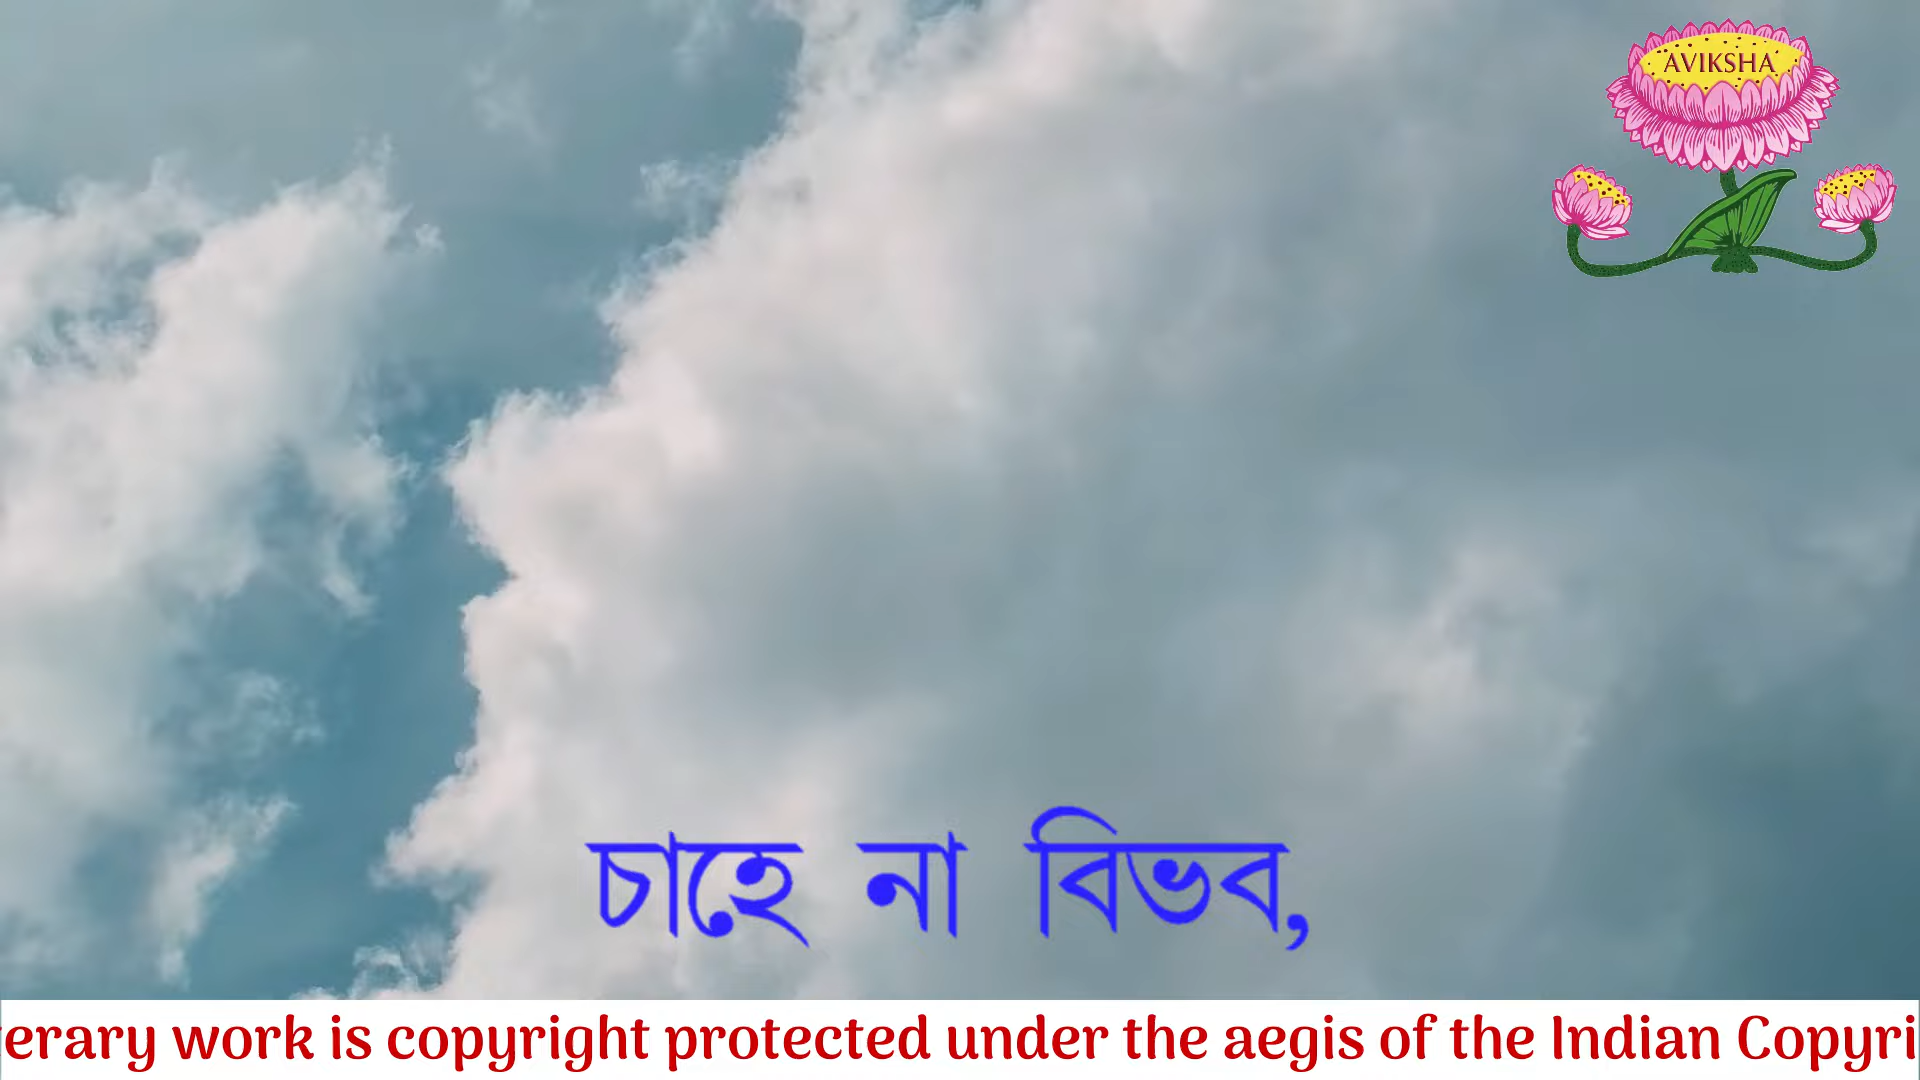 AVIKSHA
চাহে না বিভব,
erary work is copyright protected under the aegis of the Indian Copyri